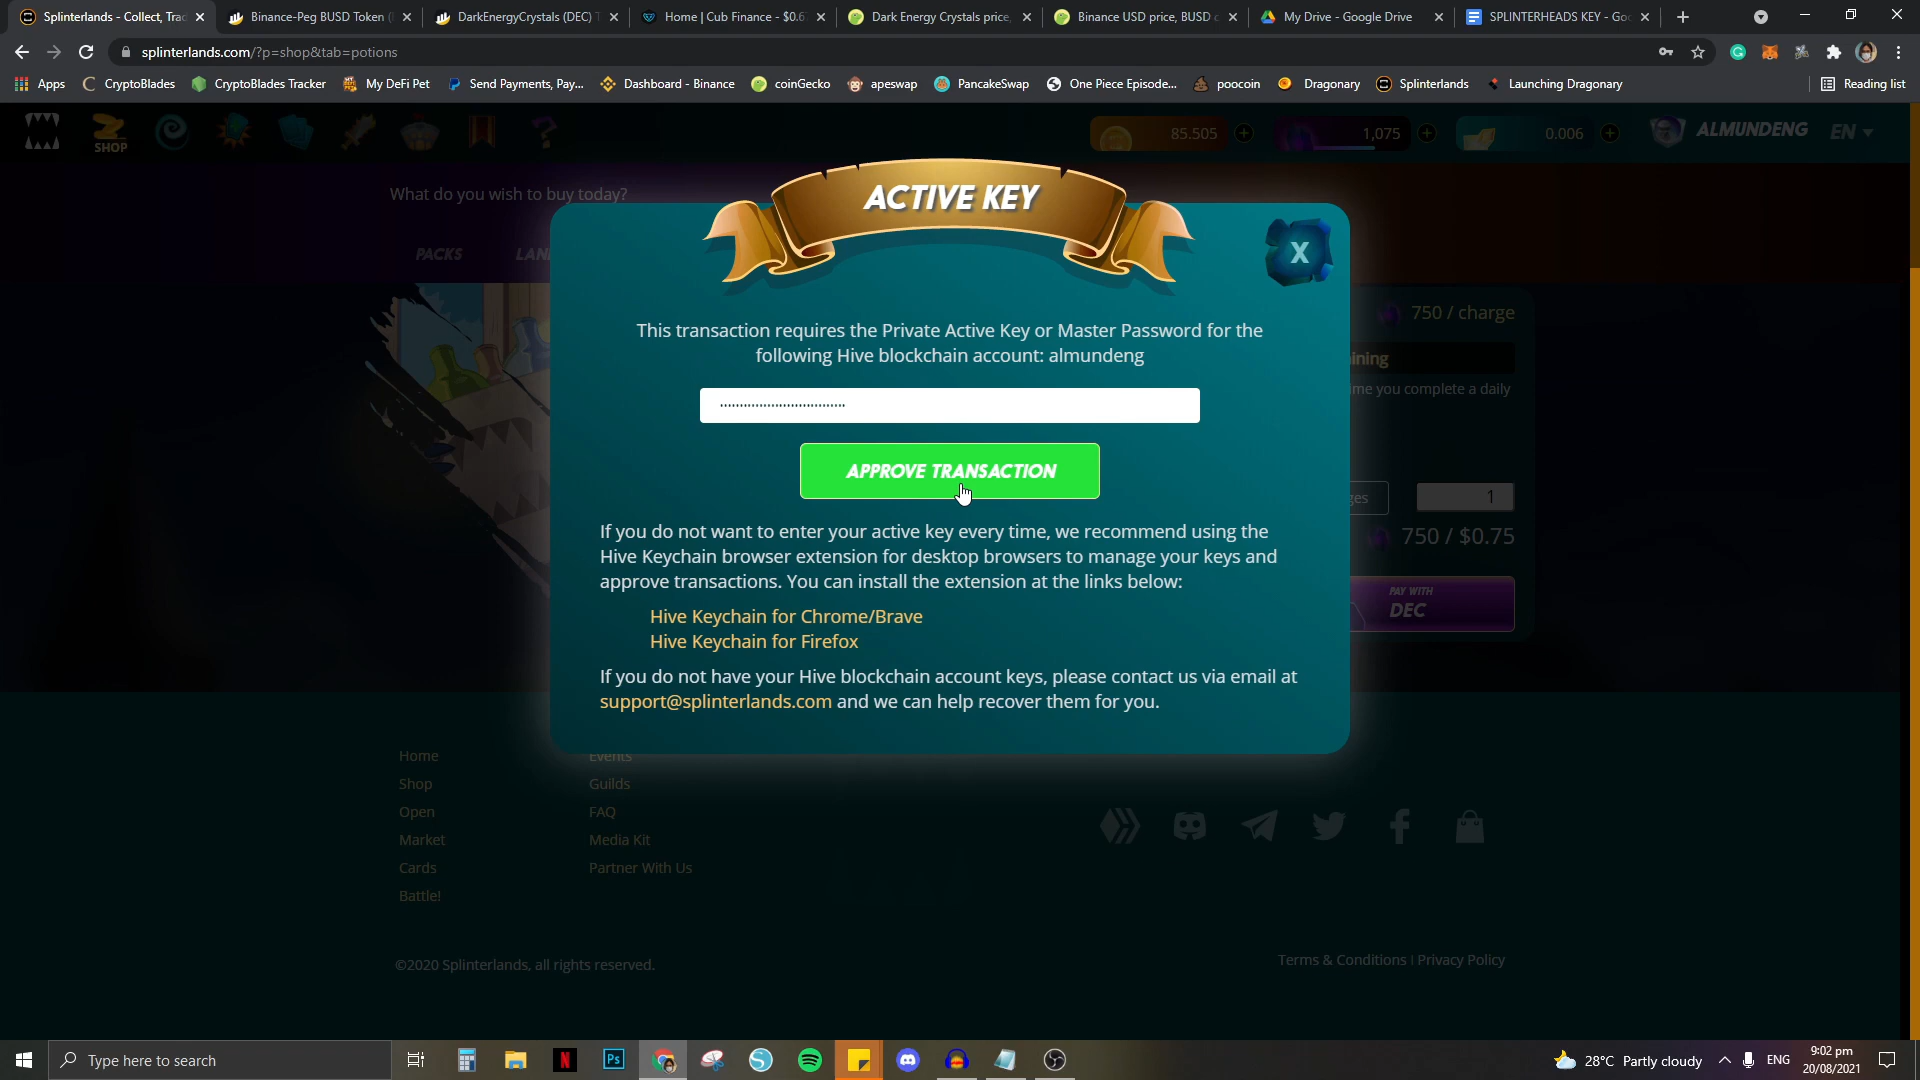 Splinterlands - Collect, Trad
Binance-Peg BUSD Token (
DarkEnergyCrystals (DEC) T
Home | Cub Finance - $0.6
Dark Energy Crystals price,
Binance USD price, BUSD c
My Drive - Google Drive
SPLINTERHEADS KEY - Goo
splinterlands.com/?p=shop&tab=potions
Apps
CryptoBlades
CryptoBlades Tracker
My DeFi Pet
Send Payments, Pay...
Dashboard - Binance
coinGecko
apeswap
PancakeSwap
One Piece Episode...
poocoin
Dragonary
Splinterlands
Launching Dragonary
Reading list
SHOP
85.505
1,075
0.006
ALMUNDENG
EN
What do you wish to buy today?
PACKS
LAN
ACTIVE KEY
X
This transaction requires the Private Active Key or Master Password for the
following Hive blockchain account: almundeng
APPROVE TRANSACTION
If you do not want to enter your active key every time, we recommend using the
Hive Keychain browser extension for desktop browsers to manage your keys and
approve transactions. You can install the extension at the links below:
Hive Keychain for Chrome/Brave
Hive Keychain for Firefox
If you do not have your Hive blockchain account keys, please contact us via email at
support@splinterlands.com and we can help recover them for you.
750 / charge
ining
me you complete a daily
ges
1
750 / $0.75
PAY WITH
DEC
Home
Shop
Open
Market
Cards
Battle!
Events
Guilds
FAQ
Media Kit
Partner With Us
©2020 Splinterlands, all rights reserved.
Terms & Conditions | Privacy Policy
Type here to search
Ps
28°C Partly cloudy
ENG
9:02 pm
20/08/2021